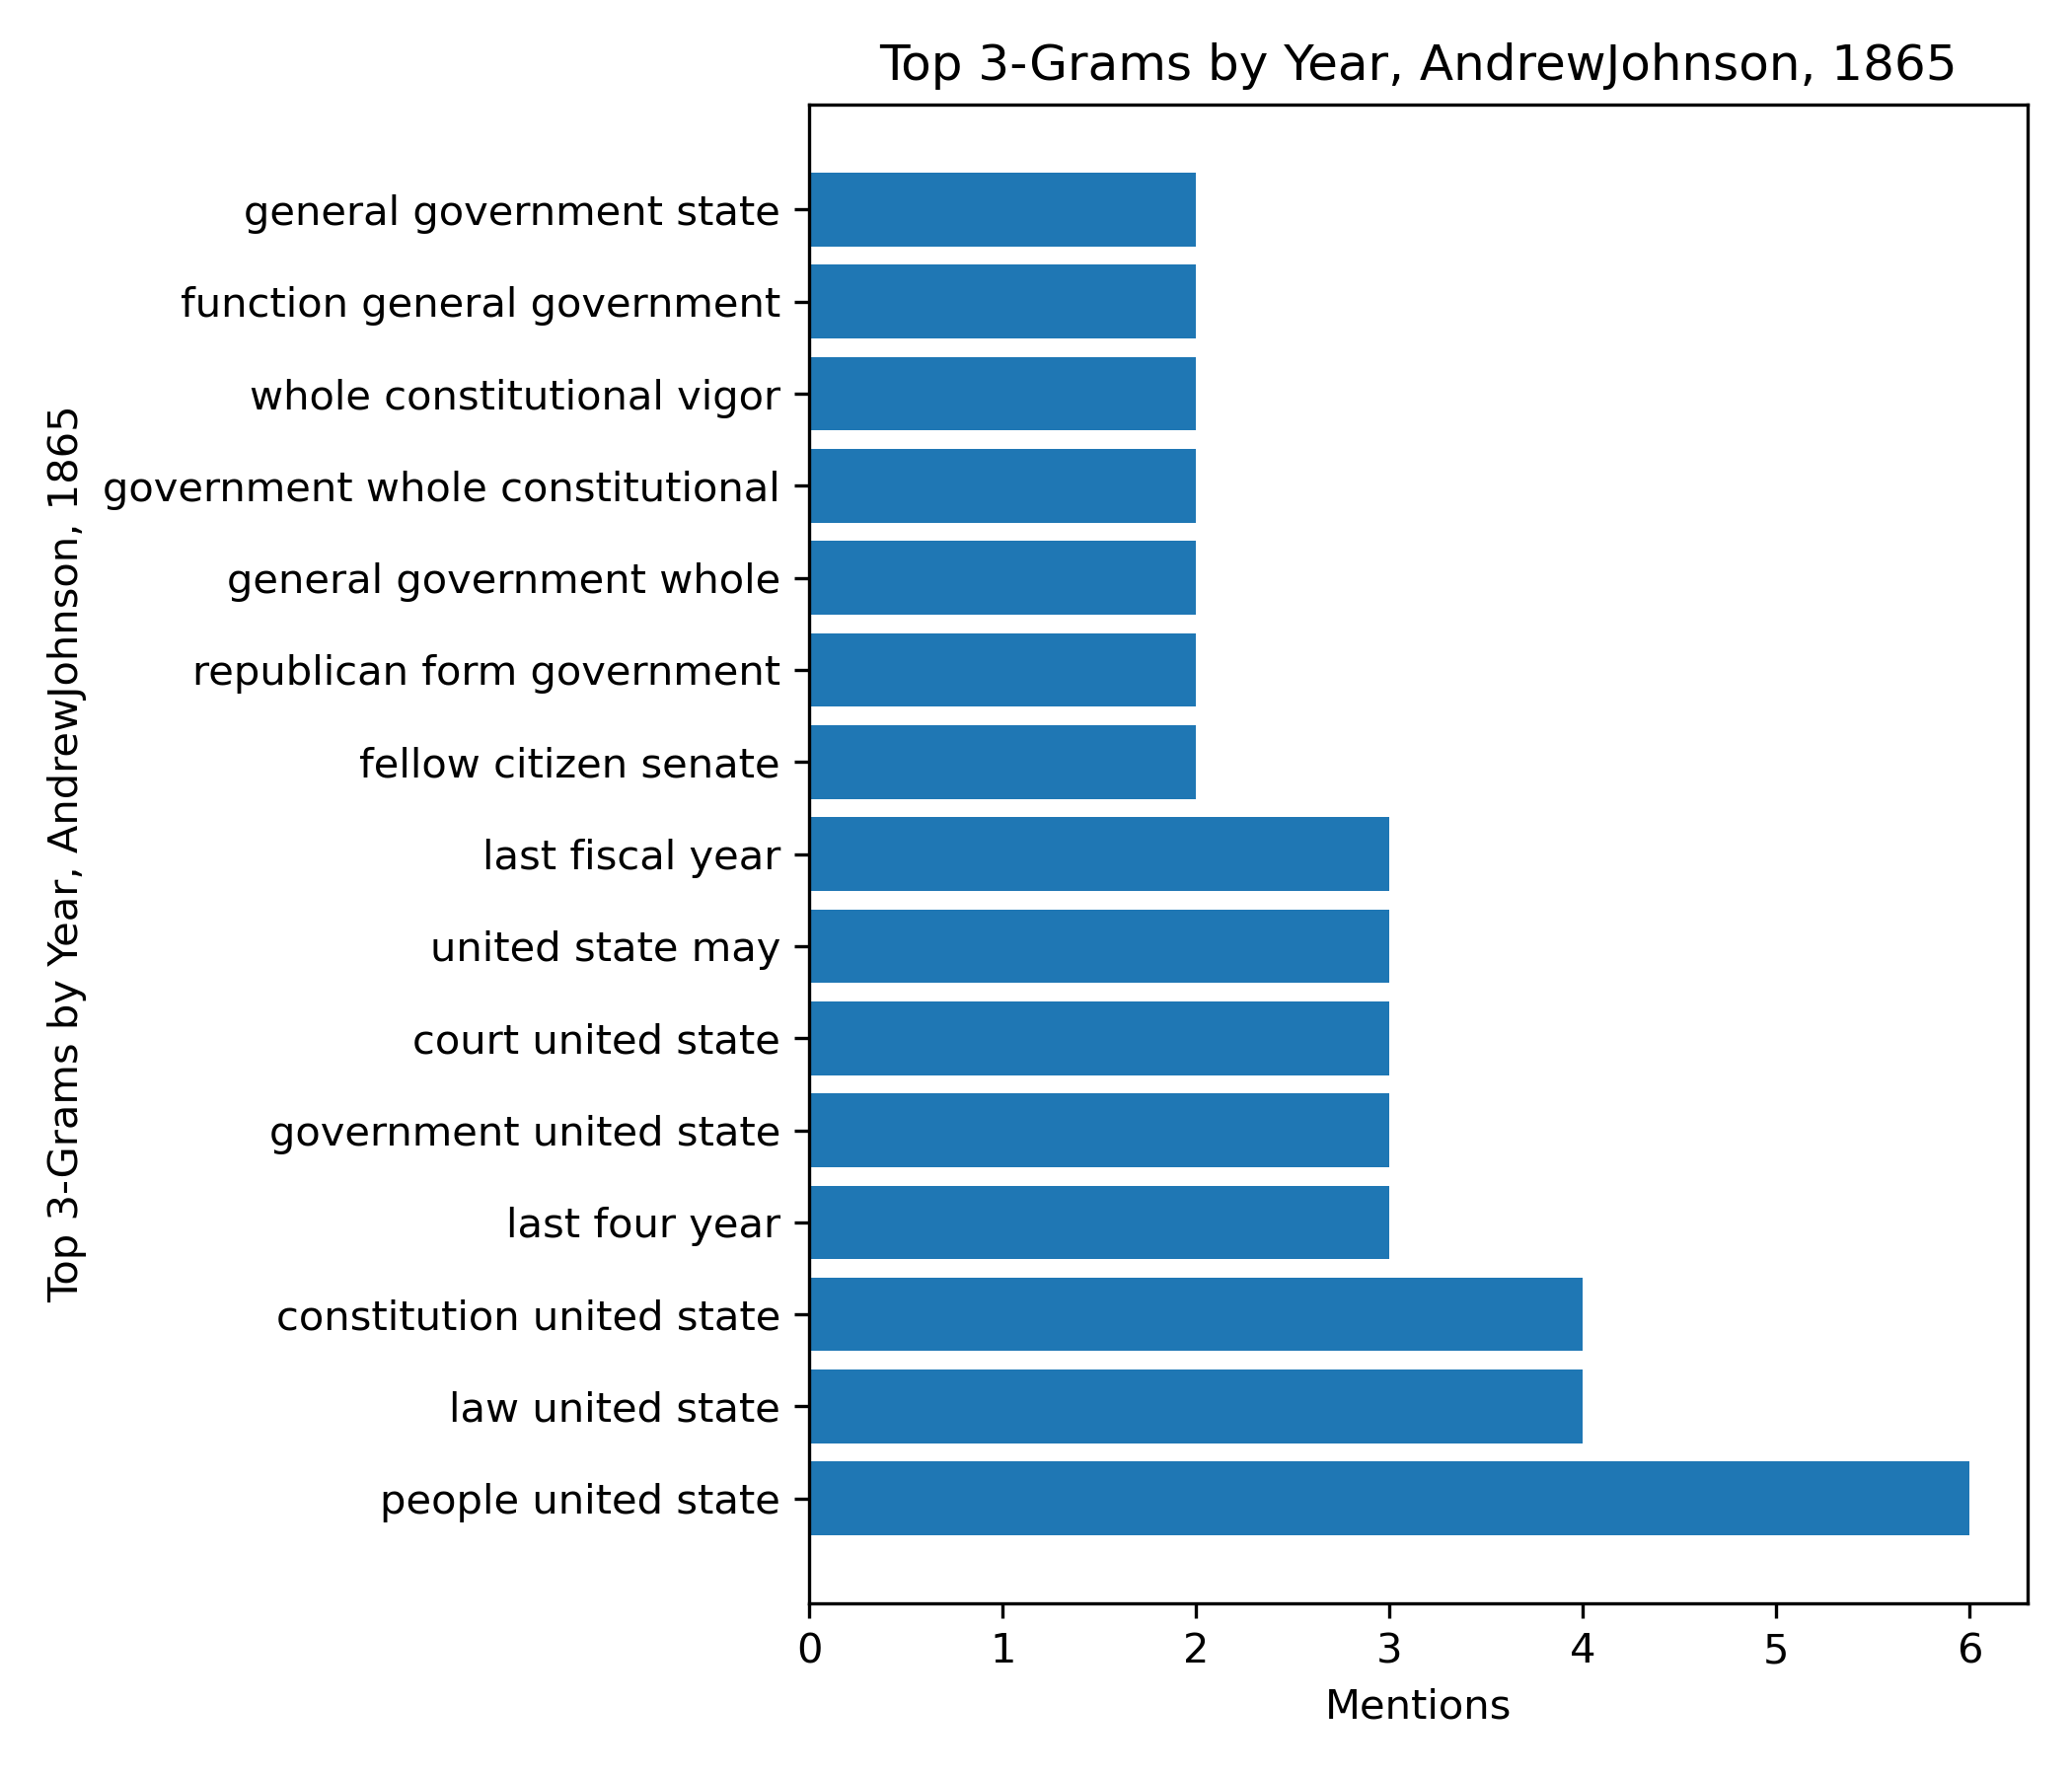 Top 3-Grams by Year, AndrewJohnson, 1865
general government state
function general government
whole constitutional vigor
government whole constitutional
general government whole
republican form government
fellow citizen senate
last fiscal year
united state may
court united state
government united state
last four year
constitution united state
law united state
people united state
Top 3-Grams by Year, AndrewJohnson, 1865
0 1 2 3 4 5 6
Mentions